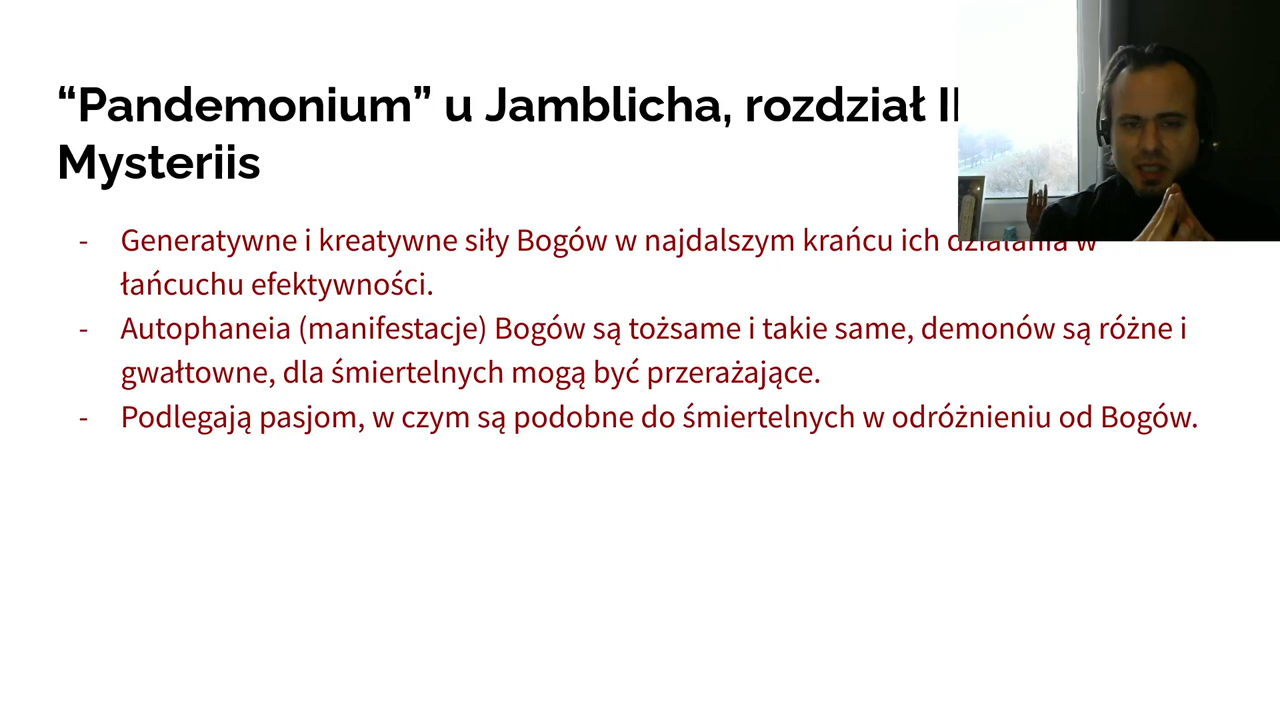 “Pandemonium” u Jamblicha, rozdział
Mysteriis
- Generatywne i kreatywne siły Bogów w najdalszym krańcu ich działania w
łańcuchu efektywności.
- Autophaneia (manifestacje) Bogów są tożsame i takie same, demonów są różne i
gwałtowne, dla śmiertelnych mogą być przerażające.
- Podlegają pasjom, w czym są podobne do śmiertelnych w odróżnieniu od Bogów.